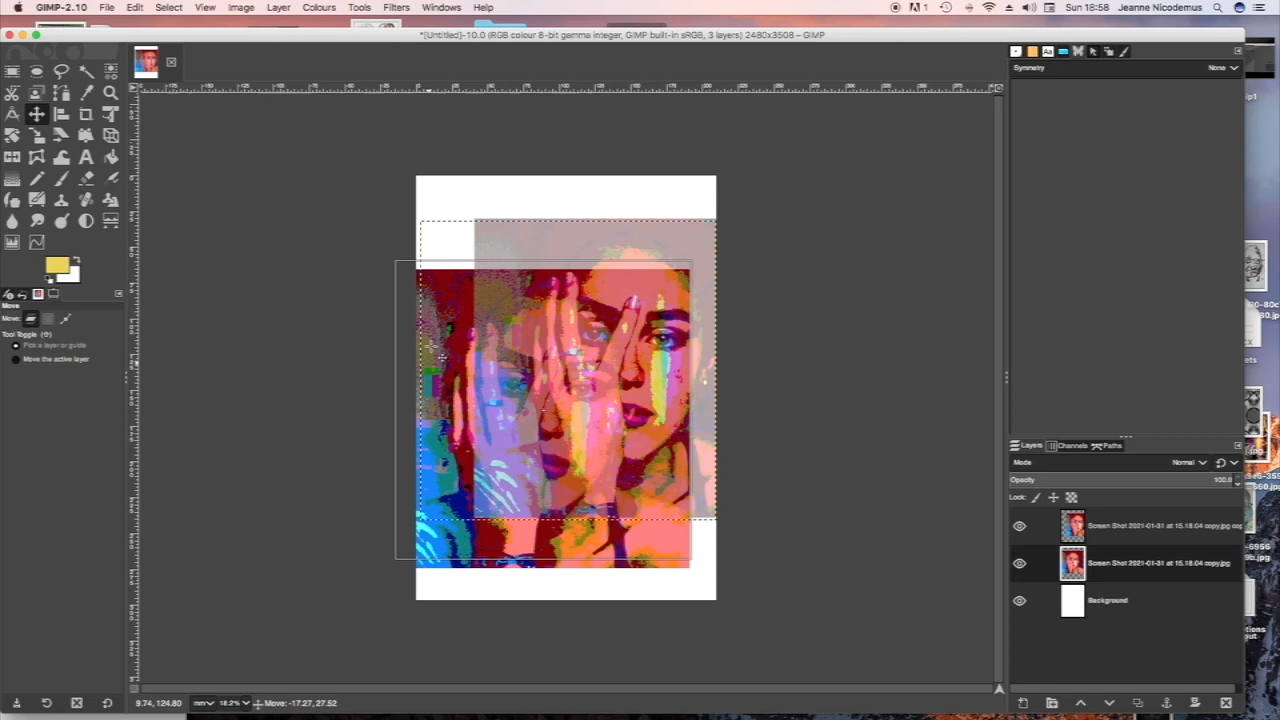 GIMP-2.10 File Edit Select View Image Layer Colours Tools Filters Windows Help 1 Sun 18:58 Jeanne Nicodemus
*[Untitled]-10.0 (RGB colour 8-bit gamma integer, GIMP built-in sRGB, 3 layers) 2480x3508 – GIMP
Symmetry None
Move
Move:
Tool Toggle
Pick a layer or guide
Move the active layer
Layers Channels Paths
Mode Normal
Opacity 100.0
Lock:
Screen Shot 2021-01-31 at 15.18.04 copy.jpg cop
Screen Shot 2021-01-31 at 15.18.04 copy.jpg
Background
9.74, 124.80 mm 18.2% Move: -17.27, 27.52